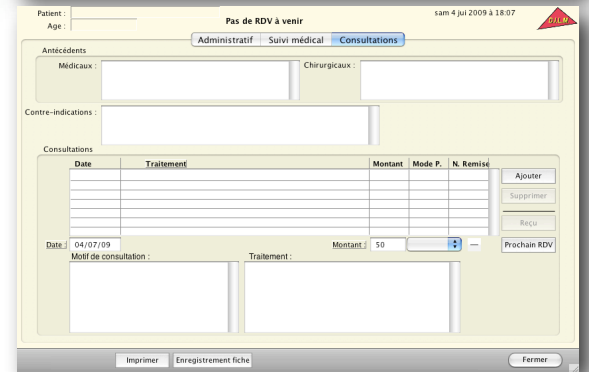 Patient :
Pas de RDV à venir
sam 4 jui 2009 à 18:07
DJLM
Age :
Administratif Suivi médical Consultations
Antécédents
Médicaux :
Chirurgicaux :
Contre-indications :
Consultations
Date Traitement Montant Mode P. N. Remise
Ajouter
Supprimer
Reçu
Date : 04/07/09 Montant : 50 — Prochain RDV
Motif de consultation : Traitement :
Imprimer Enregistrement fiche Fermer